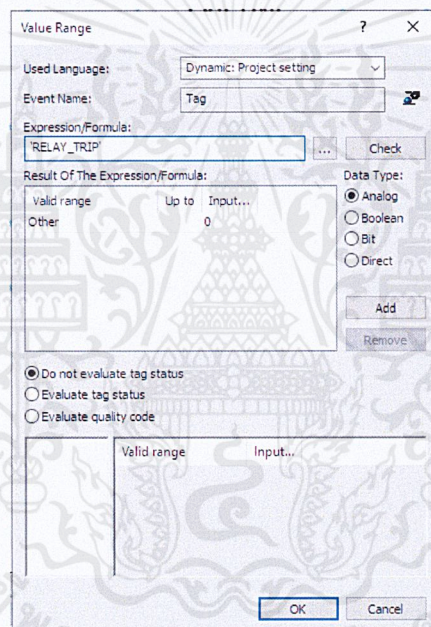 Value Range ? ×
Used Language: Dynamic: Project setting
Event Name: Tag
Expression/Formula:
'RELAY_TRIP' ... Check
Result Of The Expression/Formula: Data Type:
Valid range Up to Input... Analog
Other 0 Boolean
Bit
Direct
Add
Remove
Do not evaluate tag status
Evaluate tag status
Evaluate quality code
Valid range Input...
OK Cancel